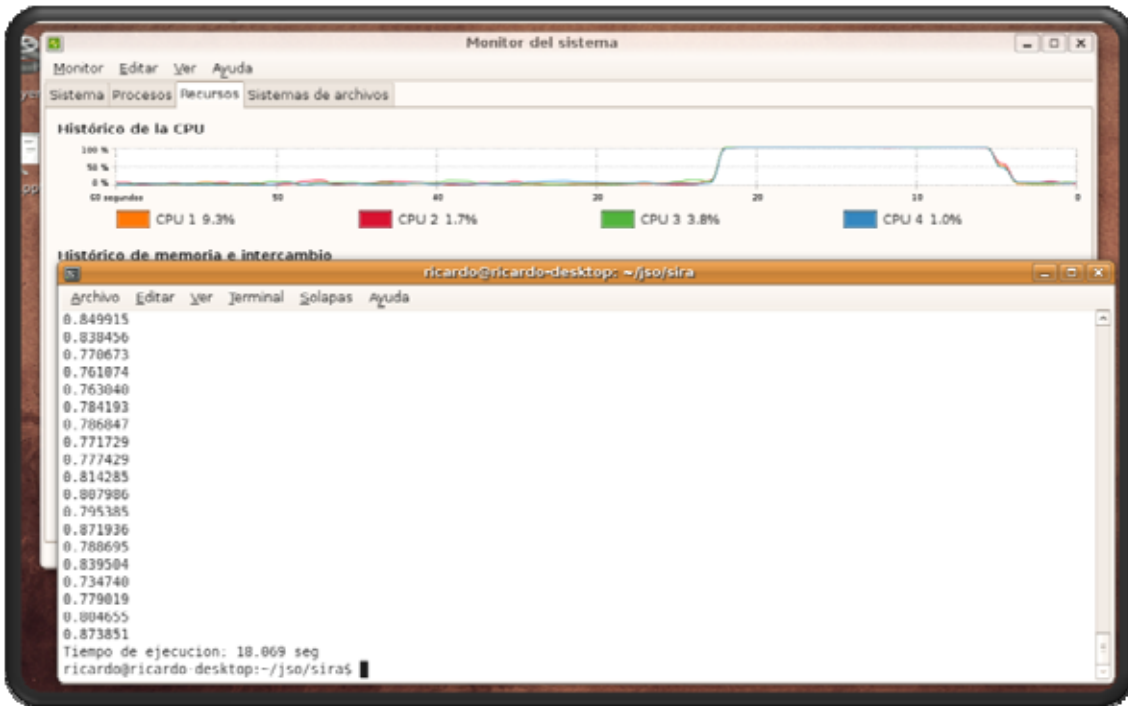 Monitor del sistema
Monitor Editar Ver Ayuda
Sistema Procesos Recursos Sistemas de archivos
Histórico de la CPU
100 %
50 %
0 %
60 segundos 50 40 30 20 10 0
CPU 1 9.3% CPU 2 1.7% CPU 3 3.8% CPU 4 1.0%
Histórico de memoria e intercambio
ricardo@ricardo-desktop: ~/jso/sira
Archivo Editar Ver Terminal Solapas Ayuda
0.849915
0.838456
0.770673
0.761074
0.763040
0.784193
0.786847
0.771729
0.777429
0.814285
0.807986
0.795385
0.871936
0.788695
0.839504
0.734740
0.779019
0.804655
0.873851
Tiempo de ejecucion: 18.069 seg
ricardo@ricardo-desktop:~/jso/sira$